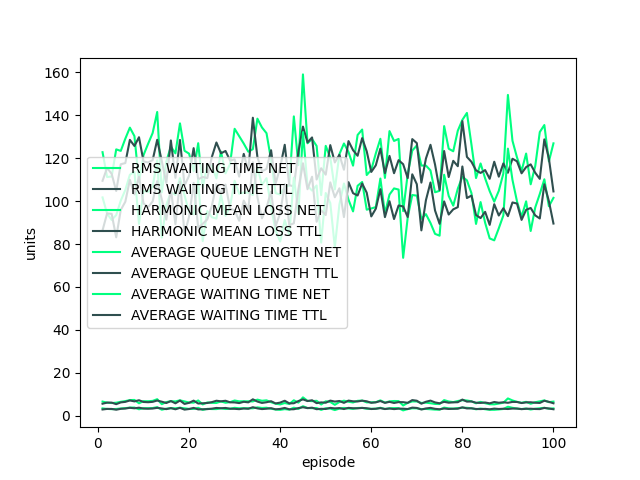 160
140
120
100
80
60
40
20
0
units
RMS WAITING TIME NET
RMS WAITING TIME TTL
HARMONIC MEAN LOSS NET
HARMONIC MEAN LOSS TTL
AVERAGE QUEUE LENGTH NET
AVERAGE QUEUE LENGTH TTL
AVERAGE WAITING TIME NET
AVERAGE WAITING TIME TTL
0 20 40 60 80 100
episode